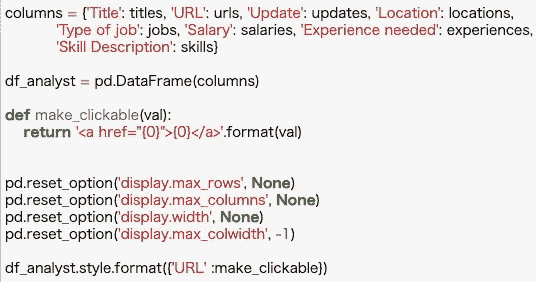 columns = {'Title': titles, 'URL': urls, 'Update': updates, 'Location': locations,
'Type of job': jobs, 'Salary': salaries, 'Experience needed': experiences,
'Skill Description': skills}
df_analyst = pd.DataFrame(columns)
def make_clickable(val):
return '<a href="{0}">{0}</a>'.format(val)
pd.reset_option('display.max_rows', None)
pd.reset_option('display.max_columns', None)
pd.reset_option('display.width', None)
pd.reset_option('display.max_colwidth', -1)
df_analyst.style.format({'URL' :make_clickable})